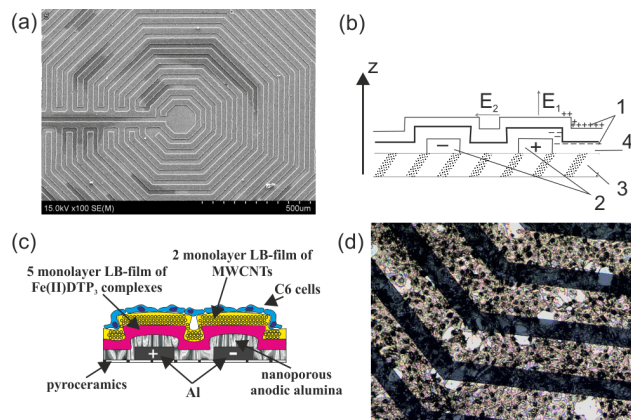 (a)
15.0kV x100 SE(M)
500um
(b)
z
E2
E1
1
4
3
2
− +
(c)
2 monolayer LB-film of
MWCNTs
5 monolayer LB-film of
Fe(II)DTP3 complexes
C6 cells
+ −
pyroceramics
Al
nanoporous
anodic alumina
(d)